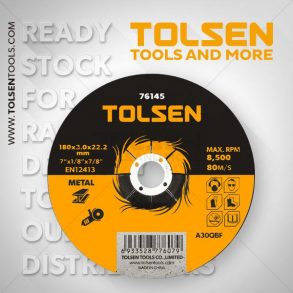 READY
STOCK
FOR
TOLSEN
TOOLS AND MORE
WWW.TOLSENTOOLS.COM
76145
TOLSEN
180x3.0x22.2
mm
7"x1/8"x7/8"
EN12413
METAL
MAX. RPM
8,500
80M/S
A30QBF
6933528776079
TOLSEN TOOLS CO.,LIMITED
MADE IN CHINA